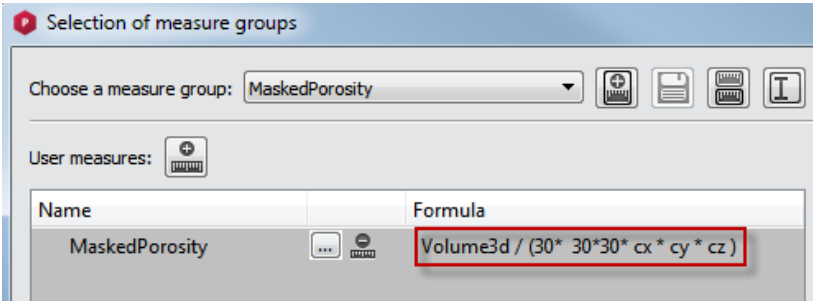 Selection of measure groups
Choose a measure group: MaskedPorosity
User measures:
Name Formula
MaskedPorosity ... Volume3d / (30* 30*30* cx * cy * cz )